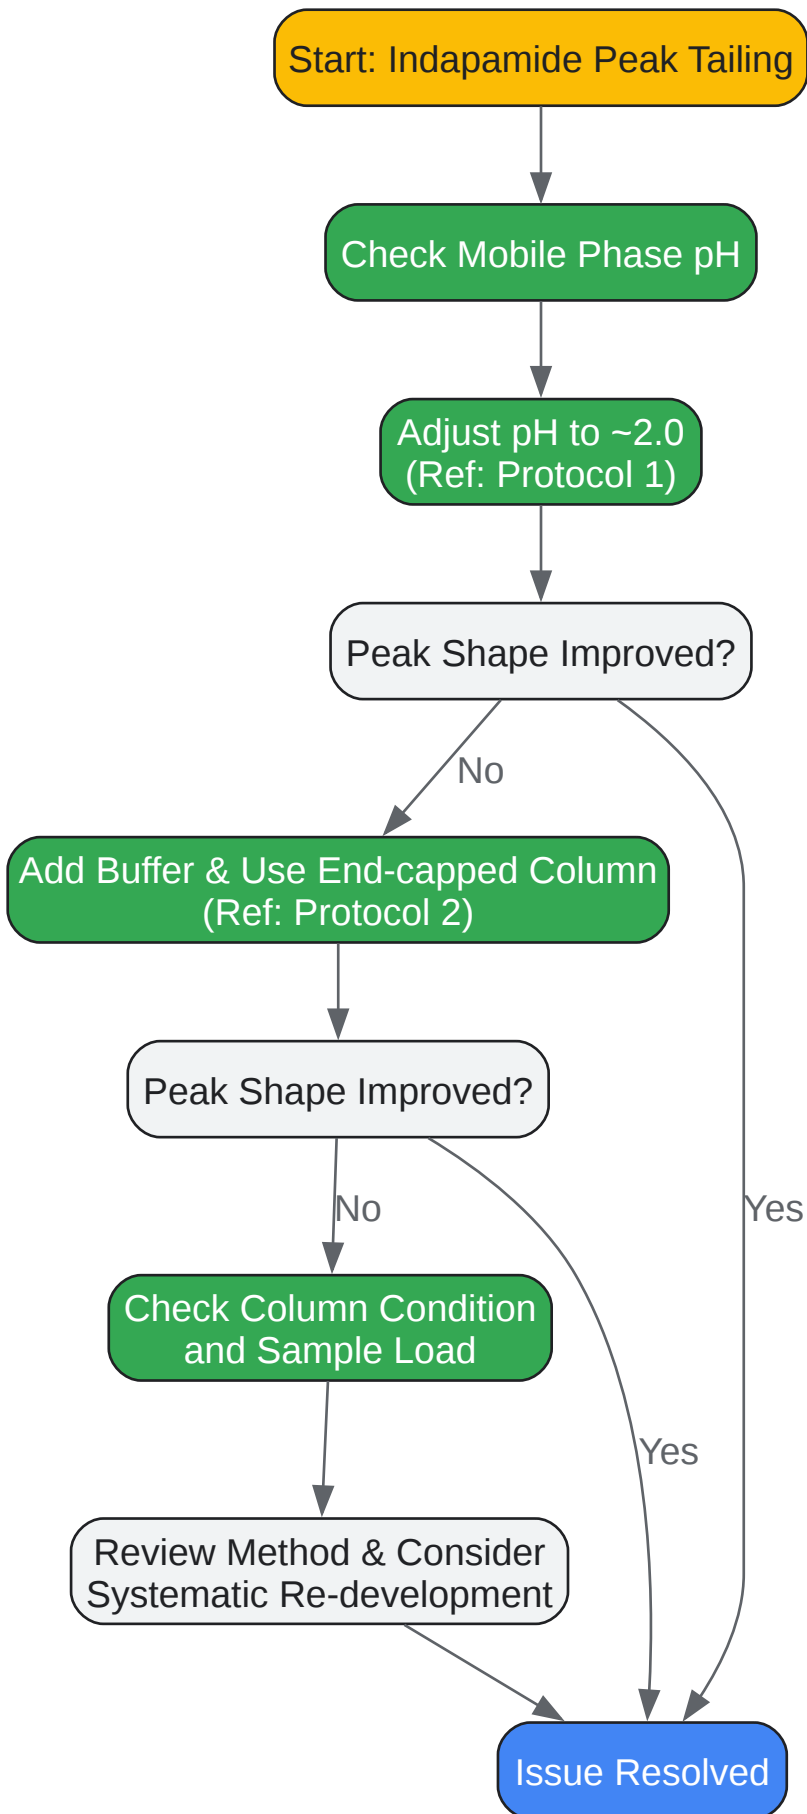 Start: Indapamide Peak Tailing
Check Mobile Phase pH
Adjust pH to ~2.0
(Ref: Protocol 1)
Peak Shape Improved?
No
Add Buffer & Use End-capped Column
(Ref: Protocol 2)
Peak Shape Improved?
No
Yes
Check Column Condition
and Sample Load
Yes
Review Method & Consider
Systematic Re-development
Issue Resolved